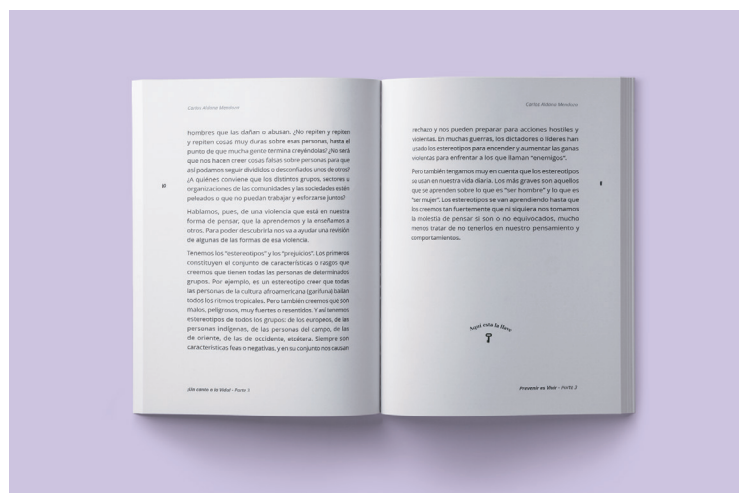 Carlos Aldana Mendoza
hombres que las dañan o abusan. ¿No repiten y repiten
y repiten cosas muy duras sobre esas personas, hasta el
punto de que mucha gente termina creyéndolas? ¿No será
que nos hacen creer cosas falsas sobre personas para que
así podamos seguir divididos o desconfiados unos de otros?
¿A quiénes conviene que los distintos grupos, sectores u
organizaciones de las comunidades y las sociedades estén
peleados o que no puedan trabajar y esforzarse juntos?
Hablamos, pues, de una violencia que está en nuestra
forma de pensar, que la aprendemos y la enseñamos a
otros. Para poder descubrirla nos va a ayudar una revisión
de algunas de las formas de esa violencia.
Tenemos los "estereotipos" y los "prejuicios". Los primeros
constituyen el conjunto de características o rasgos que
creemos que tienen todas las personas de determinados
grupos. Por ejemplo, es un estereotipo creer que todas
las personas de la cultura afroamericana (garífuna) bailan
todos los ritmos tropicales. Pero también creemos que son
malos, peligrosos, muy fuertes o resentidos. Y así tenemos
estereotipos de todos los grupos: de los europeos, de las
personas indígenas, de las personas del campo, de las
de oriente, de las de occidente, etcétera. Siempre son
características feas o negativas, y en su conjunto nos causan
¡Un canto a la Vida! - Parte 1
Carlos Aldana Mendoza
rechazo y nos pueden preparar para acciones hostiles y
violentas. En muchas guerras, los dictadores o líderes han
usado los estereotipos para encender y aumentar las ganas
violentas para enfrentar a los que llaman "enemigos".
Pero también tengamos muy en cuenta que los estereotipos
se usan en nuestra vida diaria. Los más graves son aquellos
que se aprenden sobre lo que es "ser hombre" y lo que es
"ser mujer". Los estereotipos se van aprendiendo hasta que
los creemos tan fuertemente que ni siquiera nos tomamos
la molestia de pensar si son o no equivocados, mucho
menos tratar de no tenerlos en nuestro pensamiento y
comportamientos.
Aquí está la llave
Prevenir es Vivir - Parte 2